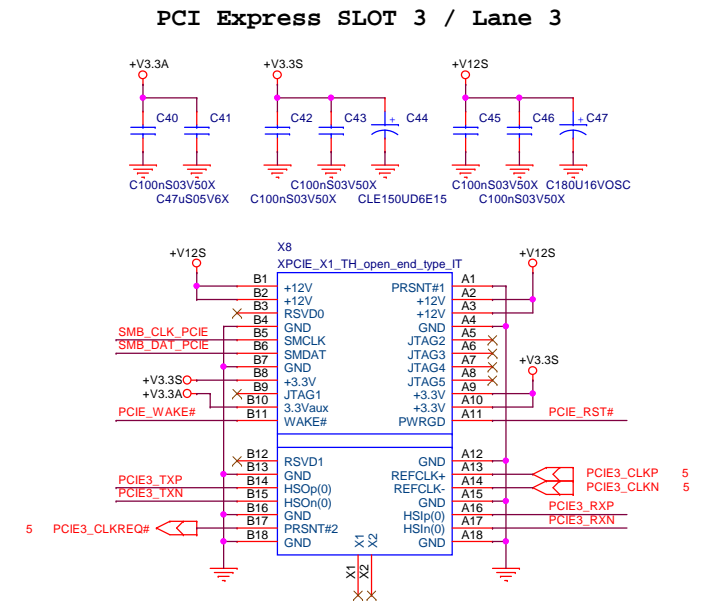 PCI Express SLOT 3 / Lane 3
+V3.3A +V3.3S +V12S
C40 C41 C42 C43 C44 C45 C46 C47
C100nS03V50X C100nS03V50X C100nS03V50X C180U16VOSC
C47uS05V6X C100nS03V50X CLE150UD6E15 C100nS03V50X
X8
+V12S XPCIE_X1_TH_open_end_type_IT +V12S
B1 +12V PRSNT#1 A1
B2 +12V +12V A2
B3 RSVD0 +12V A3
B4 GND GND A4
SMB_CLK_PCIE B5 SMCLK JTAG2 A5
SMB_DAT_PCIE B6 SMDAT JTAG3 A6
B7 GND JTAG4 A7
+V3.3S B8 +3.3V JTAG5 A8 +V3.3S
+V3.3A B9 JTAG1 +3.3V A9
B10 3.3Vaux +3.3V A10
PCIE_WAKE# B11 WAKE# PWRGD A11 PCIE_RST#
B12 RSVD1 GND A12
B13 GND REFCLK+ A13 PCIE3_CLKP 5
PCIE3_TXP B14 HSOp(0) REFCLK- A14 PCIE3_CLKN 5
PCIE3_TXN B15 HSOn(0) GND A15
B16 GND HSIp(0) A16 PCIE3_RXP
5 PCIE3_CLKREQ# B17 PRSNT#2 HSIn(0) A17 PCIE3_RXN
B18 GND GND A18
X1 X2
X1 X2